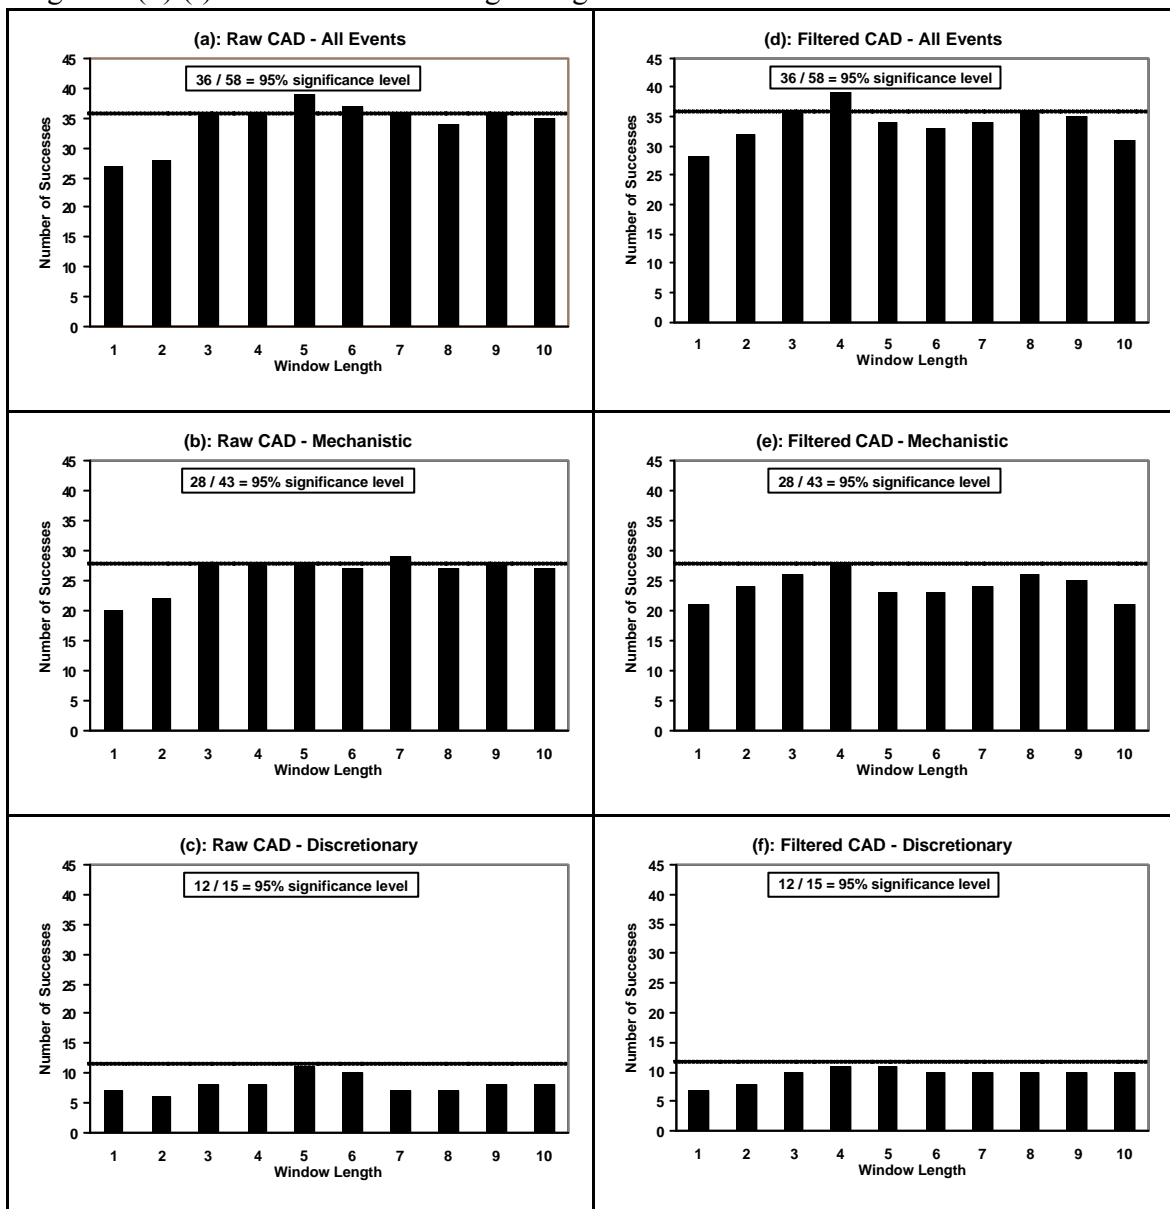 (a): Raw CAD - All Events
36 / 58 = 95% significance level
Number of Successes
45
40
35
30
25
20
15
10
5
0
1 2 3 4 5 6 7 8 9 10
Window Length
(d): Filtered CAD - All Events
36 / 58 = 95% significance level
Number of Successes
45
40
35
30
25
20
15
10
5
0
1 2 3 4 5 6 7 8 9 10
Window Length
(b): Raw CAD - Mechanistic
28 / 43 = 95% significance level
Number of Successes
45
40
35
30
25
20
15
10
5
0
1 2 3 4 5 6 7 8 9 10
Window Length
(e): Filtered CAD - Mechanistic
28 / 43 = 95% significance level
Number of Successes
45
40
35
30
25
20
15
10
5
0
1 2 3 4 5 6 7 8 9 10
Window Length
(c): Raw CAD - Discretionary
12 / 15 = 95% significance level
Number of Successes
45
40
35
30
25
20
15
10
5
0
1 2 3 4 5 6 7 8 9 10
Window Length
(f): Filtered CAD - Discretionary
12 / 15 = 95% significance level
Number of Successes
45
40
35
30
25
20
15
10
5
0
1 2 3 4 5 6 7 8 9 10
Window Length